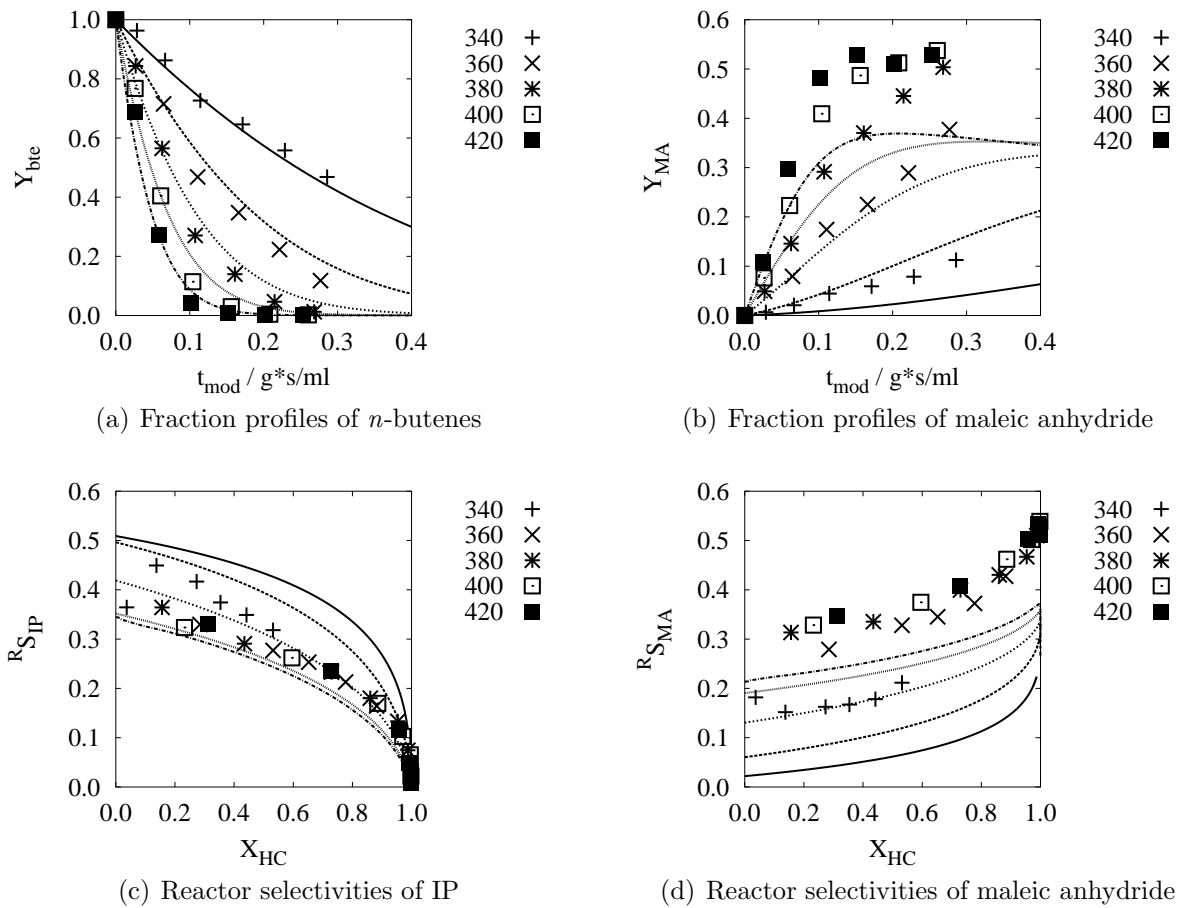 1.0
0.8
0.6
0.4
0.2
0.0
Y_bte
0.0 0.1 0.2 0.3 0.4
t_mod / g*s/ml
340
360
380
400
420
(a) Fraction profiles of n-butenes
0.6
0.5
0.4
0.3
0.2
0.1
0.0
Y_MA
0.0 0.1 0.2 0.3 0.4
t_mod / g*s/ml
340
360
380
400
420
(b) Fraction profiles of maleic anhydride
0.6
0.5
0.4
0.3
0.2
0.1
0.0
^R S_IP
0.0 0.2 0.4 0.6 0.8 1.0
X_HC
340
360
380
400
420
(c) Reactor selectivities of IP
0.6
0.5
0.4
0.3
0.2
0.1
0.0
^R S_MA
0.0 0.2 0.4 0.6 0.8 1.0
X_HC
340
360
380
400
420
(d) Reactor selectivities of maleic anhydride